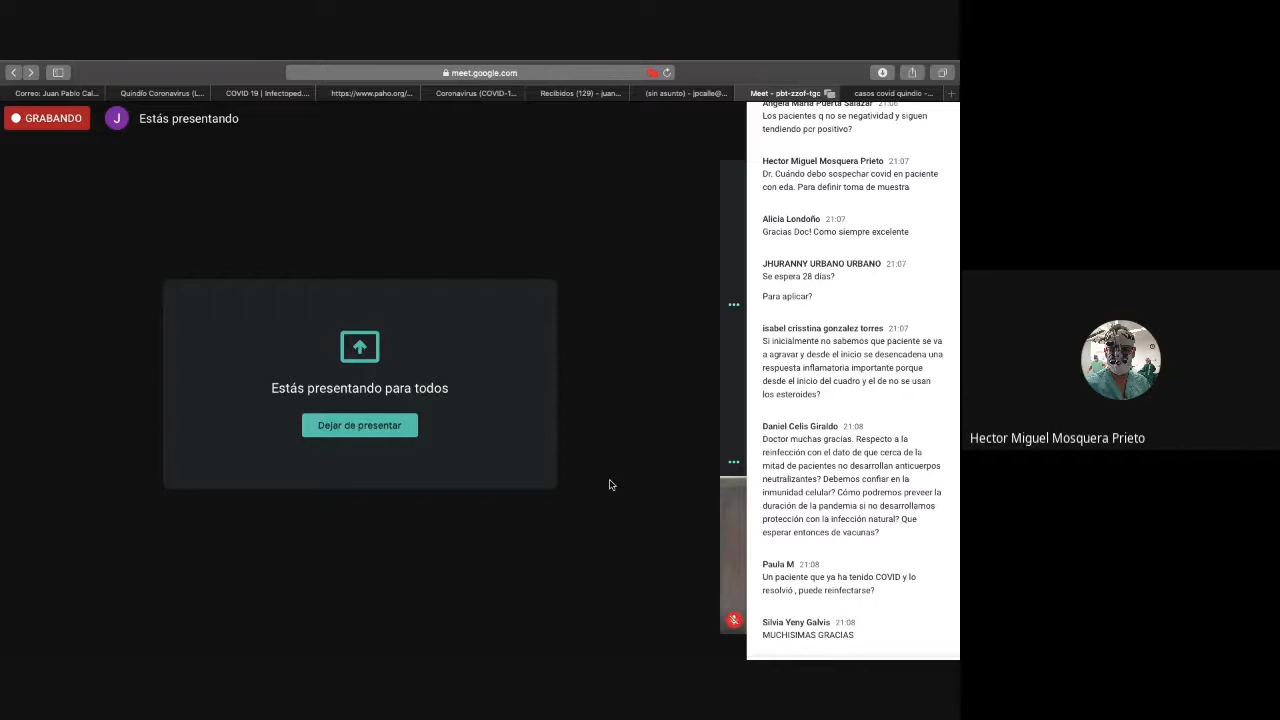 meet.google.com
Correo: Juan Pablo Cal...
Quindío Coronavirus (L...
COVID 19 | Infectoped...
https://www.paho.org/...
Coronavirus (COVID-1...
Recibidos (129) – juan...
(sin asunto) – jpcalle@...
Meet – pbt-zzof-tgc
casos covid quindio –...
GRABANDO
J
Estás presentando
Estás presentando para todos
Dejar de presentar
Angela Maria Puerta Salazar 21:06
Los pacientes q no se negatividad y siguen
tendiendo pcr positivo?
Hector Miguel Mosquera Prieto 21:07
Dr. Cuándo debo sospechar covid en paciente
con eda. Para definir toma de muestra
Alicia Londoño 21:07
Gracias Doc! Como siempre excelente
JHURANNY URBANO URBANO 21:07
Se espera 28 días?
Para aplicar?
isabel crisstina gonzalez torres 21:07
Si inicialmente no sabemos que paciente se va
a agravar y desde el inicio se desencadena una
respuesta inflamatoria importante porque
desde el inicio del cuadro y el de no se usan
los esteroides?
Daniel Celis Giraldo 21:08
Doctor muchas gracias. Respecto a la
reinfección con el dato de que cerca de la
mitad de pacientes no desarrollan anticuerpos
neutralizantes? Debemos confiar en la
inmunidad celular? Cómo podremos preveer la
duración de la pandemia si no desarrollamos
protección con la infección natural? Que
esperar entonces de vacunas?
Paula M 21:08
Un paciente que ya ha tenido COVID y lo
resolvió , puede reinfectarse?
Silvia Yeny Galvis 21:08
MUCHISIMAS GRACIAS
Hector Miguel Mosquera Prieto